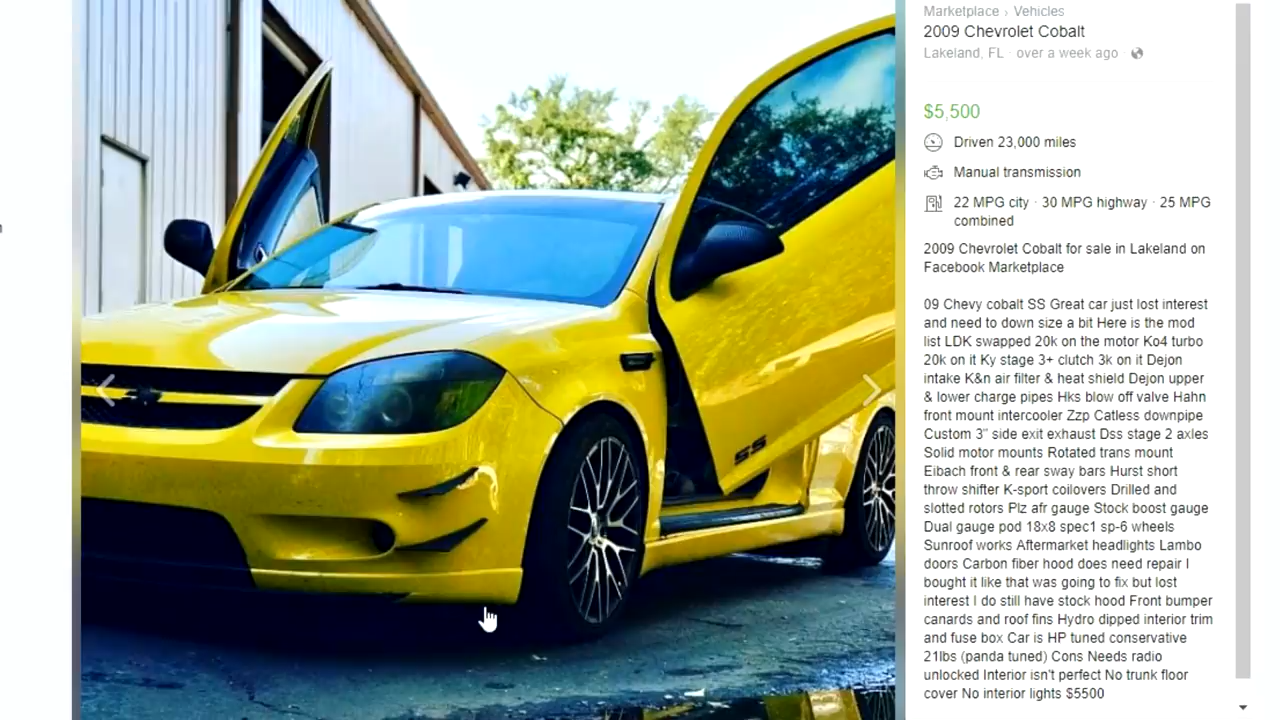 Marketplace › Vehicles
2009 Chevrolet Cobalt
Lakeland, FL · over a week ago
$5,500
Driven 23,000 miles
Manual transmission
22 MPG city · 30 MPG highway · 25 MPG
combined
2009 Chevrolet Cobalt for sale in Lakeland on
Facebook Marketplace
09 Chevy cobalt SS Great car just lost interest
and need to down size a bit Here is the mod
list LDK swapped 20k on the motor Ko4 turbo
20k on it Ky stage 3+ clutch 3k on it Dejon
intake K&n air filter & heat shield Dejon upper
& lower charge pipes Hks blow off valve Hahn
front mount intercooler Zzp Catless downpipe
Custom 3" side exit exhaust Dss stage 2 axles
Solid motor mounts Rotated trans mount
Eibach front & rear sway bars Hurst short
throw shifter K-sport coilovers Drilled and
slotted rotors Plz afr gauge Stock boost gauge
Dual gauge pod 18x8 spec1 sp-6 wheels
Sunroof works Aftermarket headlights Lambo
doors Carbon fiber hood does need repair I
bought it like that was going to fix but lost
interest I do still have stock hood Front bumper
canards and roof fins Hydro dipped interior trim
and fuse box Car is HP tuned conservative
21lbs (panda tuned) Cons Needs radio
unlocked Interior isn't perfect No trunk floor
cover No interior lights $5500
SS